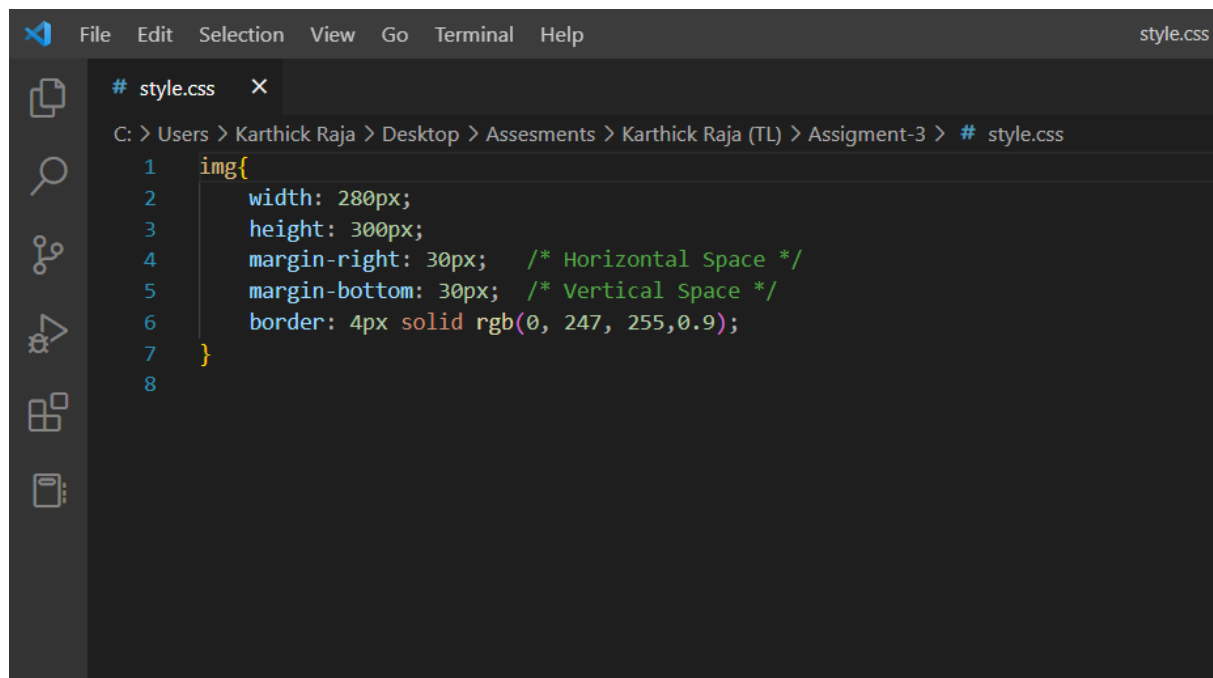 File Edit Selection View Go Terminal Help style.css
# style.css ×
C: > Users > Karthick Raja > Desktop > Assesments > Karthick Raja (TL) > Assigment-3 > # style.css
1 img{
2     width: 280px;
3     height: 300px;
4     margin-right: 30px;   /* Horizontal Space */
5     margin-bottom: 30px;  /* Vertical Space */
6     border: 4px solid rgb(0, 247, 255,0.9);
7 }
8